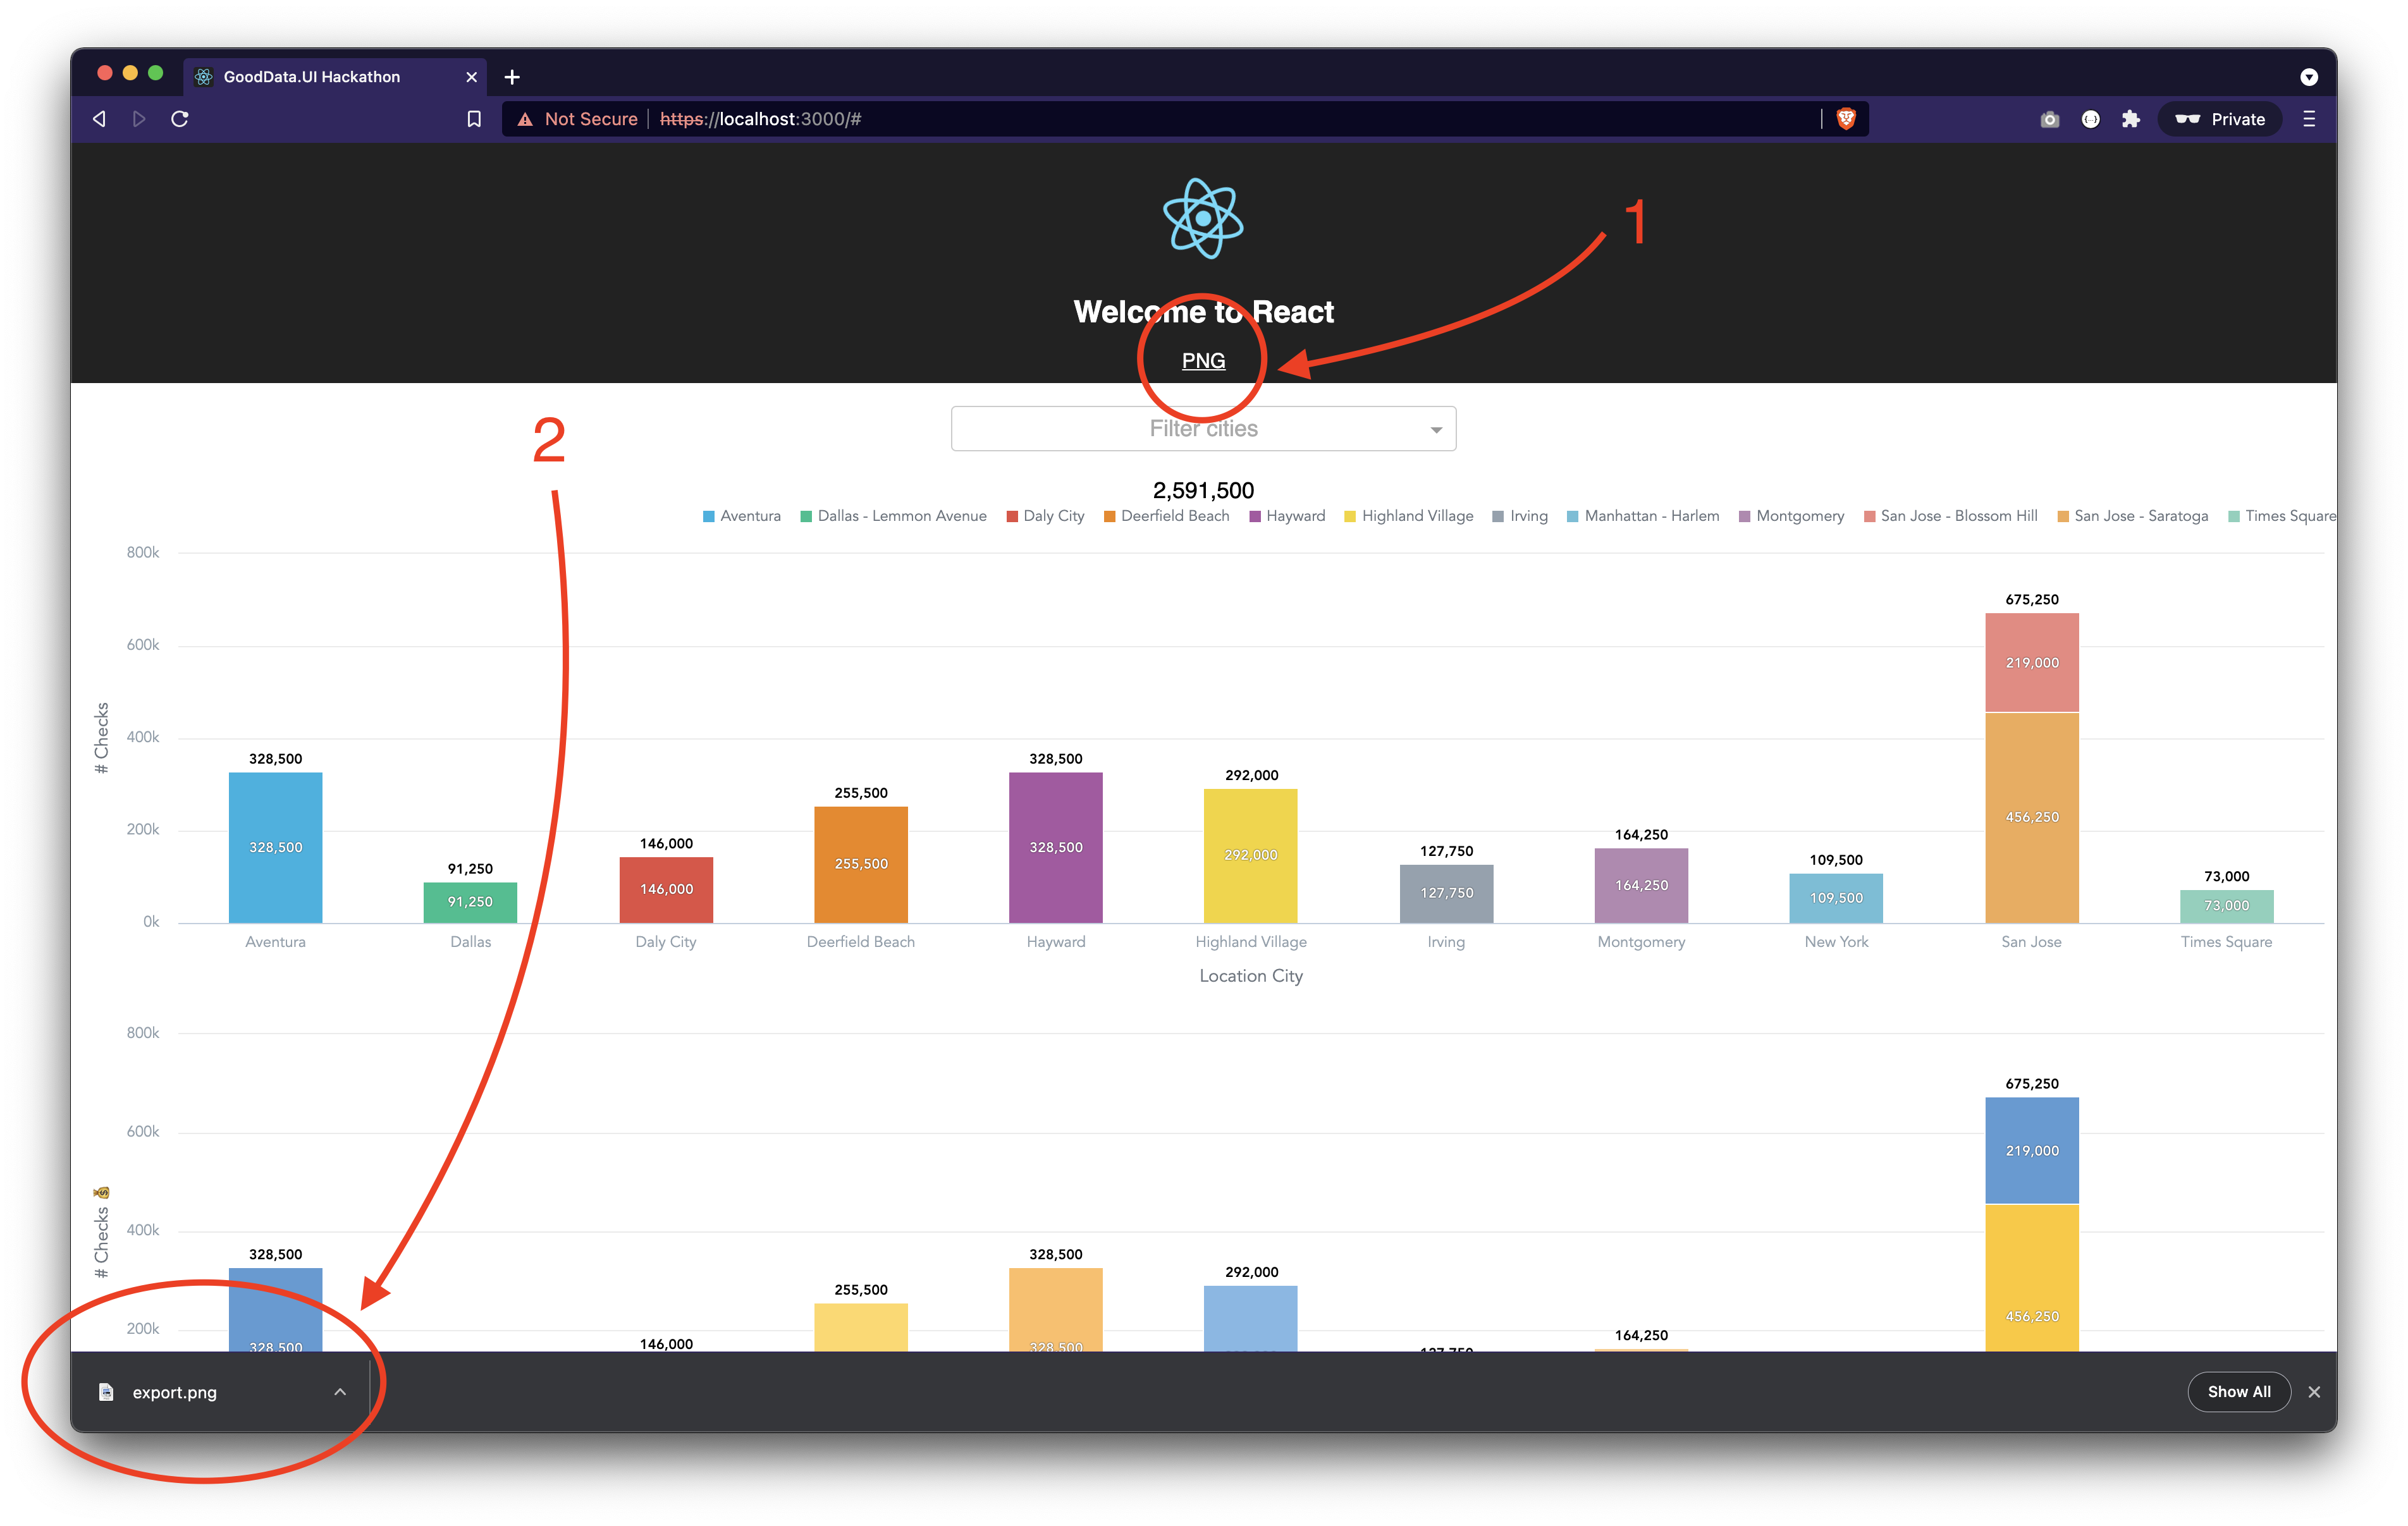 GoodData.UI Hackathon
Not Secure https://localhost:3000/# Private
1
Welcome to React
PNG
2
Filter cities
2,591,500
Aventura Dallas - Lemmon Avenue Daly City Deerfield Beach Hayward Highland Village Irving Manhattan - Harlem Montgomery San Jose - Blossom Hill San Jose - Saratoga Times Square
# Checks
800k
600k
400k
200k
0k
328,500
328,500
91,250
91,250
146,000
146,000
255,500
255,500
328,500
328,500
292,000
292,000
127,750
127,750
164,250
164,250
109,500
109,500
675,250
219,000
456,250
73,000
73,000
Aventura Dallas Daly City Deerfield Beach Hayward Highland Village Irving Montgomery New York San Jose Times Square
Location City
# Checks 💰
800k
600k
400k
200k
328,500
328,500
146,000
255,500
328,500
328,500
292,000
127,750
164,250
675,250
219,000
456,250
export.png
Show All